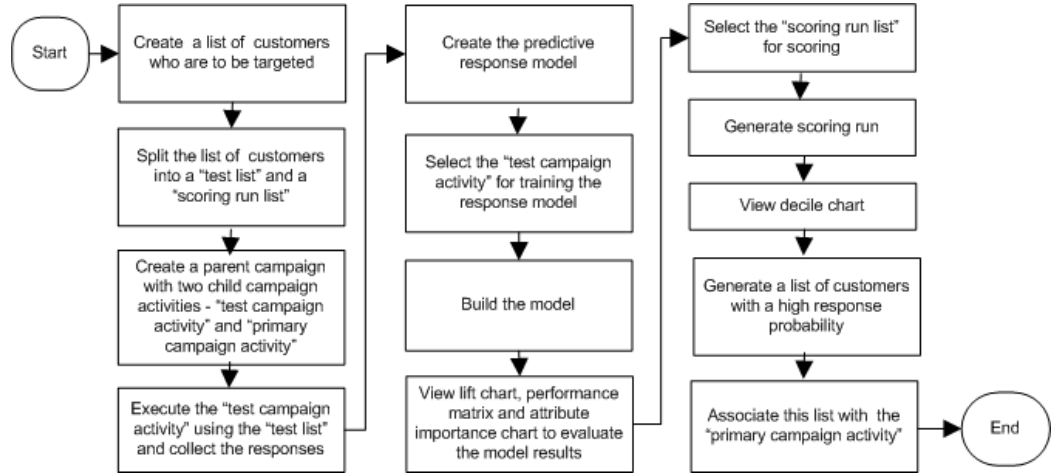 Start
Create a list of customers
who are to be targeted
Split the list of customers
into a “test list” and a
“scoring run list”
Create a parent campaign
with two child campaign
activities - “test campaign
activity” and “primary
campaign activity”
Execute the “test campaign
activity” using the “test list”
and collect the responses
Create the predictive
response model
Select the “test campaign
activity” for training the
response model
Build the model
View lift chart, performance
matrix and attribute
importance chart to evaluate
the model results
Select the “scoring run list”
for scoring
Generate scoring run
View decile chart
Generate a list of customers
with a high response
probability
Associate this list with the
“primary campaign activity”
End